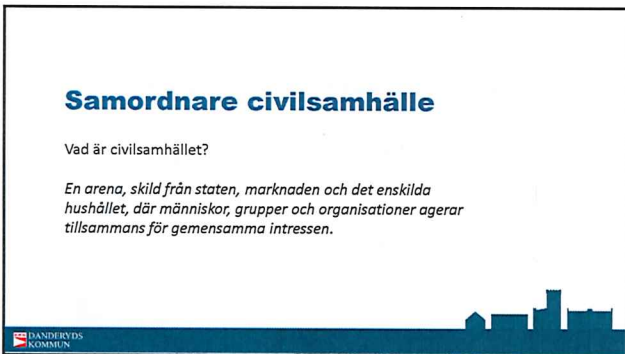 Samordnare civilsamhälle
Vad är civilsamhället?
En arena, skild från staten, marknaden och det enskilda
hushållet, där människor, grupper och organisationer agerar
tillsammans för gemensamma intressen.
DANDERYDS
KOMMUN